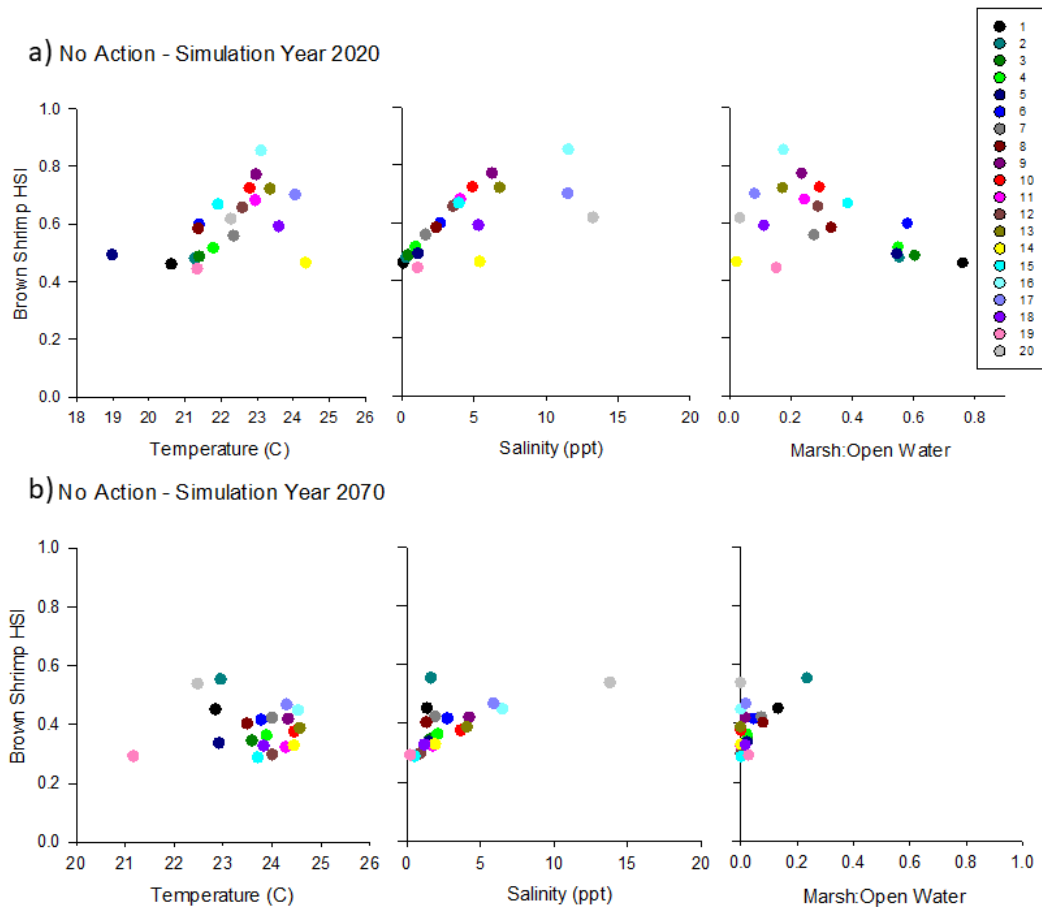 a) No Action - Simulation Year 2020
Brown Shrimp HSI
1.0
0.8
0.6
0.4
0.2
0.0
18 19 20 21 22 23 24 25 26
Temperature (C)
0 5 10 15 20
Salinity (ppt)
0.0 0.2 0.4 0.6 0.8
Marsh:Open Water
1
2
3
4
5
6
7
8
9
10
11
12
13
14
15
16
17
18
19
20
b) No Action - Simulation Year 2070
Brown Shrimp HSI
1.0
0.8
0.6
0.4
0.2
0.0
20 21 22 23 24 25 26
Temperature (C)
0 5 10 15 20
Salinity (ppt)
0.0 0.2 0.4 0.6 0.8 1.0
Marsh:Open Water